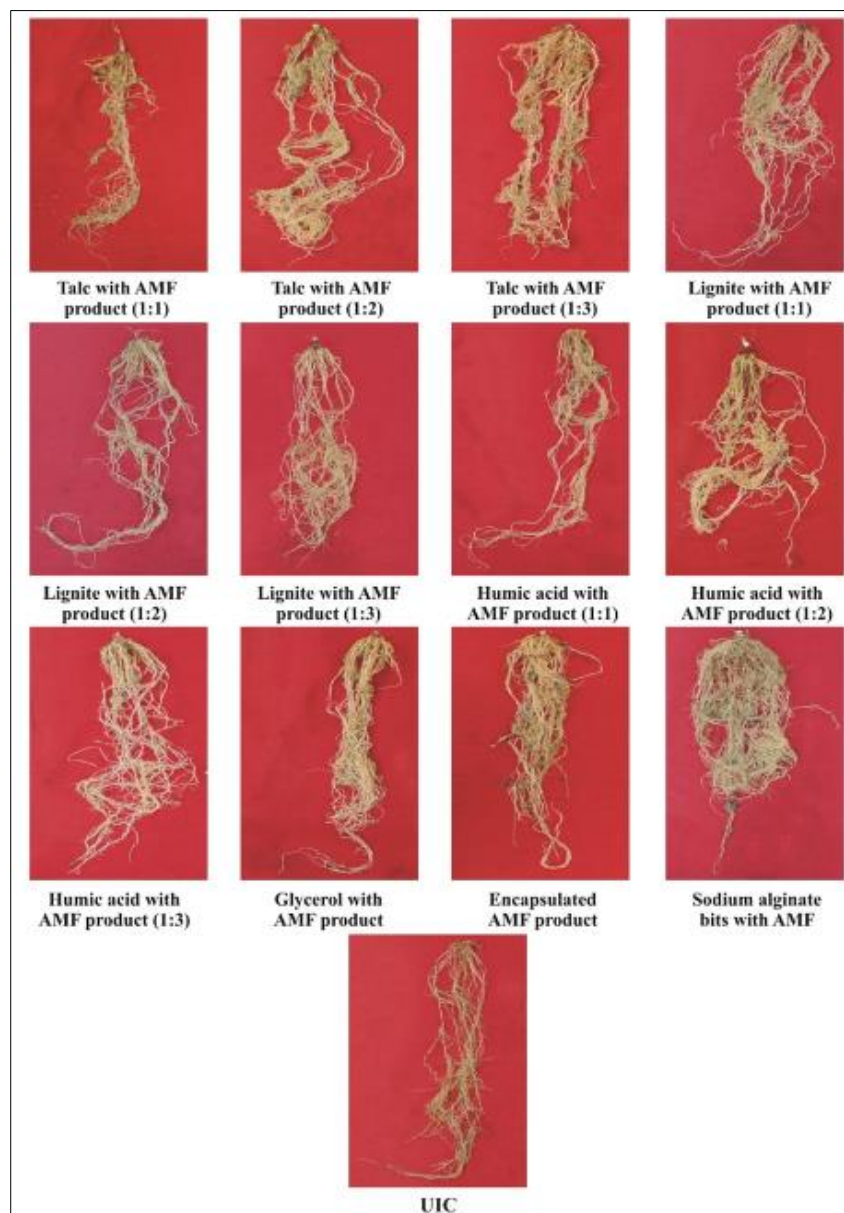 Talc with AMF
product (1:1)
Talc with AMF
product (1:2)
Talc with AMF
product (1:3)
Lignite with AMF
product (1:1)
Lignite with AMF
product (1:2)
Lignite with AMF
product (1:3)
Humic acid with
AMF product (1:1)
Humic acid with
AMF product (1:2)
Humic acid with
AMF product (1:3)
Glycerol with
AMF product
Encapsulated
AMF product
Sodium alginate
bits with AMF
UIC